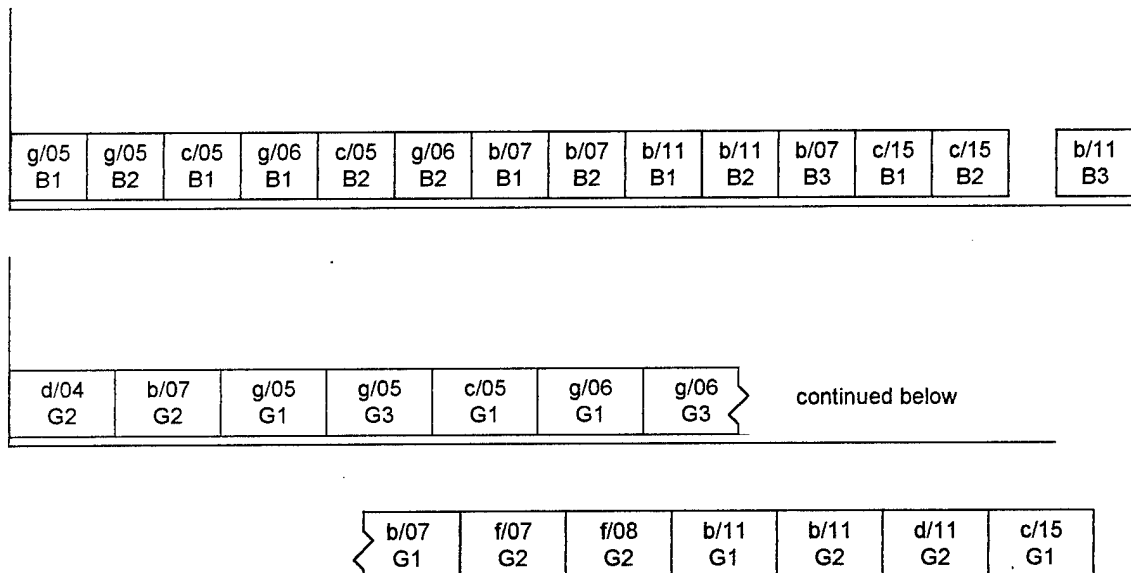 g/05 g/05 c/05 g/06 c/05 g/06 b/07 b/07 b/11 b/11 b/07 c/15 c/15 b/11
B1 B2 B1 B1 B2 B2 B1 B2 B1 B2 B3 B1 B2 B3
d/04 b/07 g/05 g/05 c/05 g/06 g/06 continued below
G2 G2 G1 G3 G1 G1 G3
b/07 f/07 f/08 b/11 b/11 d/11 c/15
G1 G2 G2 G1 G2 G2 G1